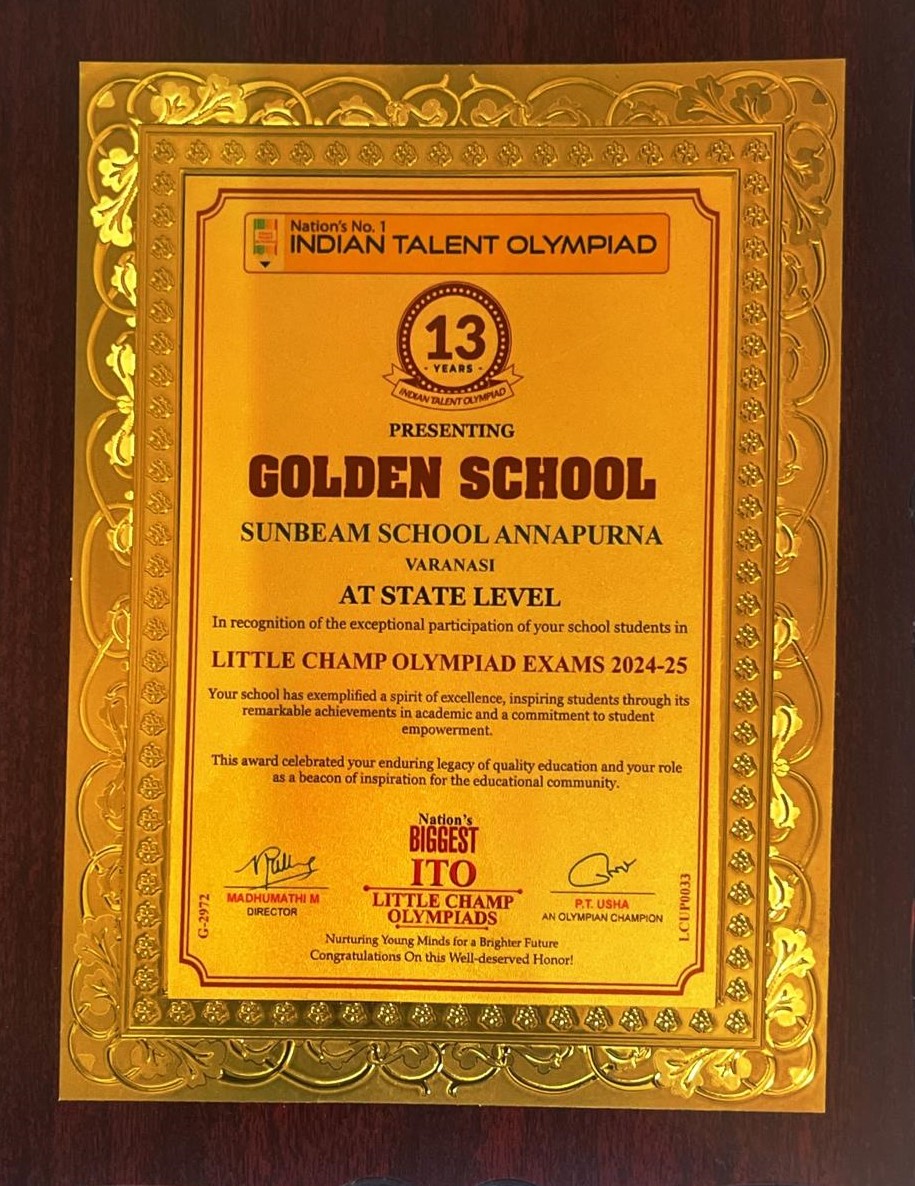 Nation's No. 1
INDIAN TALENT OLYMPIAD
13
- YEARS -
INDIAN TALENT OLYMPIAD
PRESENTING
GOLDEN SCHOOL
SUNBEAM SCHOOL ANNAPURNA
VARANASI
AT STATE LEVEL
In recognition of the exceptional participation of your school students in
LITTLE CHAMP OLYMPIAD EXAMS 2024-25
Your school has exemplified a spirit of excellence, inspiring students through its
remarkable achievements in academic and a commitment to student
empowerment.
This award celebrated your enduring legacy of quality education and your role
as a beacon of inspiration for the educational community.
Nation's
BIGGEST
ITO
LITTLE CHAMP
OLYMPIADS
MADHUMATHI M
DIRECTOR
P.T. USHA
AN OLYMPIAN CHAMPION
G-2972
LCUP0033
Nurturing Young Minds for a Brighter Future
Congratulations On this Well-deserved Honor!